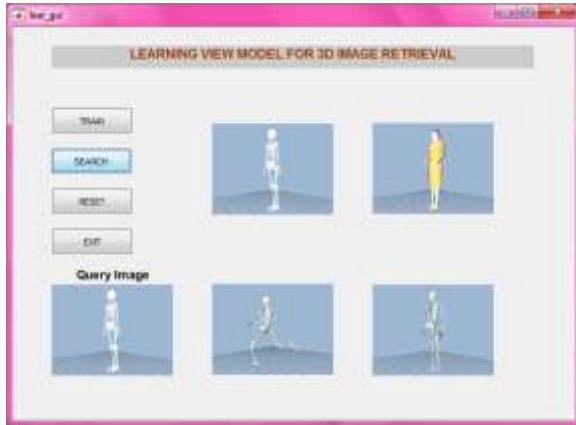 LEARNING VIEW MODEL FOR 3D IMAGE RETRIEVAL
TRAIN
SEARCH
RESET
EXIT
Query Image